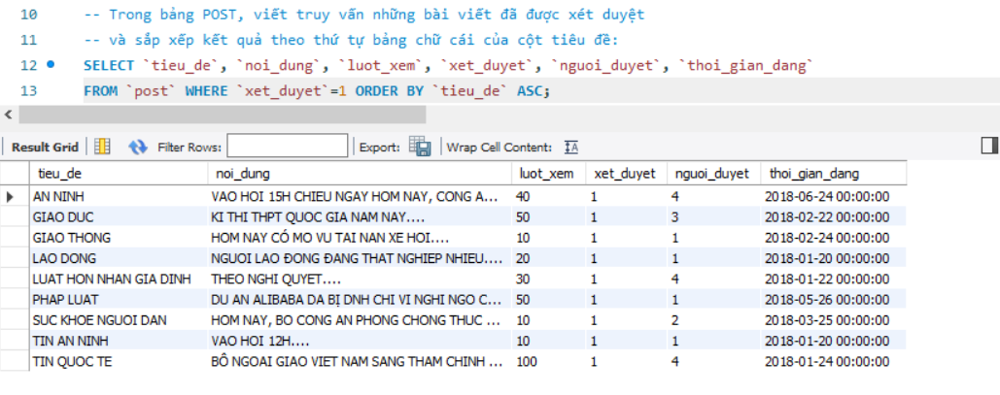 10 -- Trong bảng POST, viết truy vấn những bài viết đã được xét duyệt
11 -- và sắp xếp kết quả theo thứ tự bảng chữ cái của cột tiêu đề:
12 SELECT `tieu_de`, `noi_dung`, `luot_xem`, `xet_duyet`, `nguoi_duyet`, `thoi_gian_dang`
13 FROM `post` WHERE `xet_duyet`=1 ORDER BY `tieu_de` ASC;
Result Grid Filter Rows: Export: Wrap Cell Content: IA
tieu_de noi_dung luot_xem xet_duyet nguoi_duyet thoi_gian_dang
AN NINH VAO HOI 15H CHIEU NGAY HOM NAY, CONG A... 40 1 4 2018-06-24 00:00:00
GIAO DUC KI THI THPT QUOC GIA NAM NAY.... 50 1 3 2018-02-22 00:00:00
GIAO THONG HOM NAY CÓ MO VU TAI NAN XE HOI.... 10 1 1 2018-02-24 00:00:00
LAO DONG NGUOI LAO ĐONG ĐANG THAT NGHIEP NHIEU.... 20 1 1 2018-01-20 00:00:00
LUAT HON NHAN GIA DINH THEO NGHI QUYET.... 30 1 4 2018-01-22 00:00:00
PHAP LUAT DU AN ALIBABA DA BỊ DNH CHI VI NGHI NGO C... 50 1 1 2018-05-26 00:00:00
SUC KHOE NGUOI DAN HOM NAY, BO CONG AN PHONG CHONG THUC ... 10 1 2 2018-03-25 00:00:00
TIN AN NINH VAO HOI 12H.... 10 1 1 2018-01-20 00:00:00
TIN QUOC TE BÔ NGOAI GIAO VIET NAM SANG THAM CHINH ... 100 1 4 2018-01-24 00:00:00